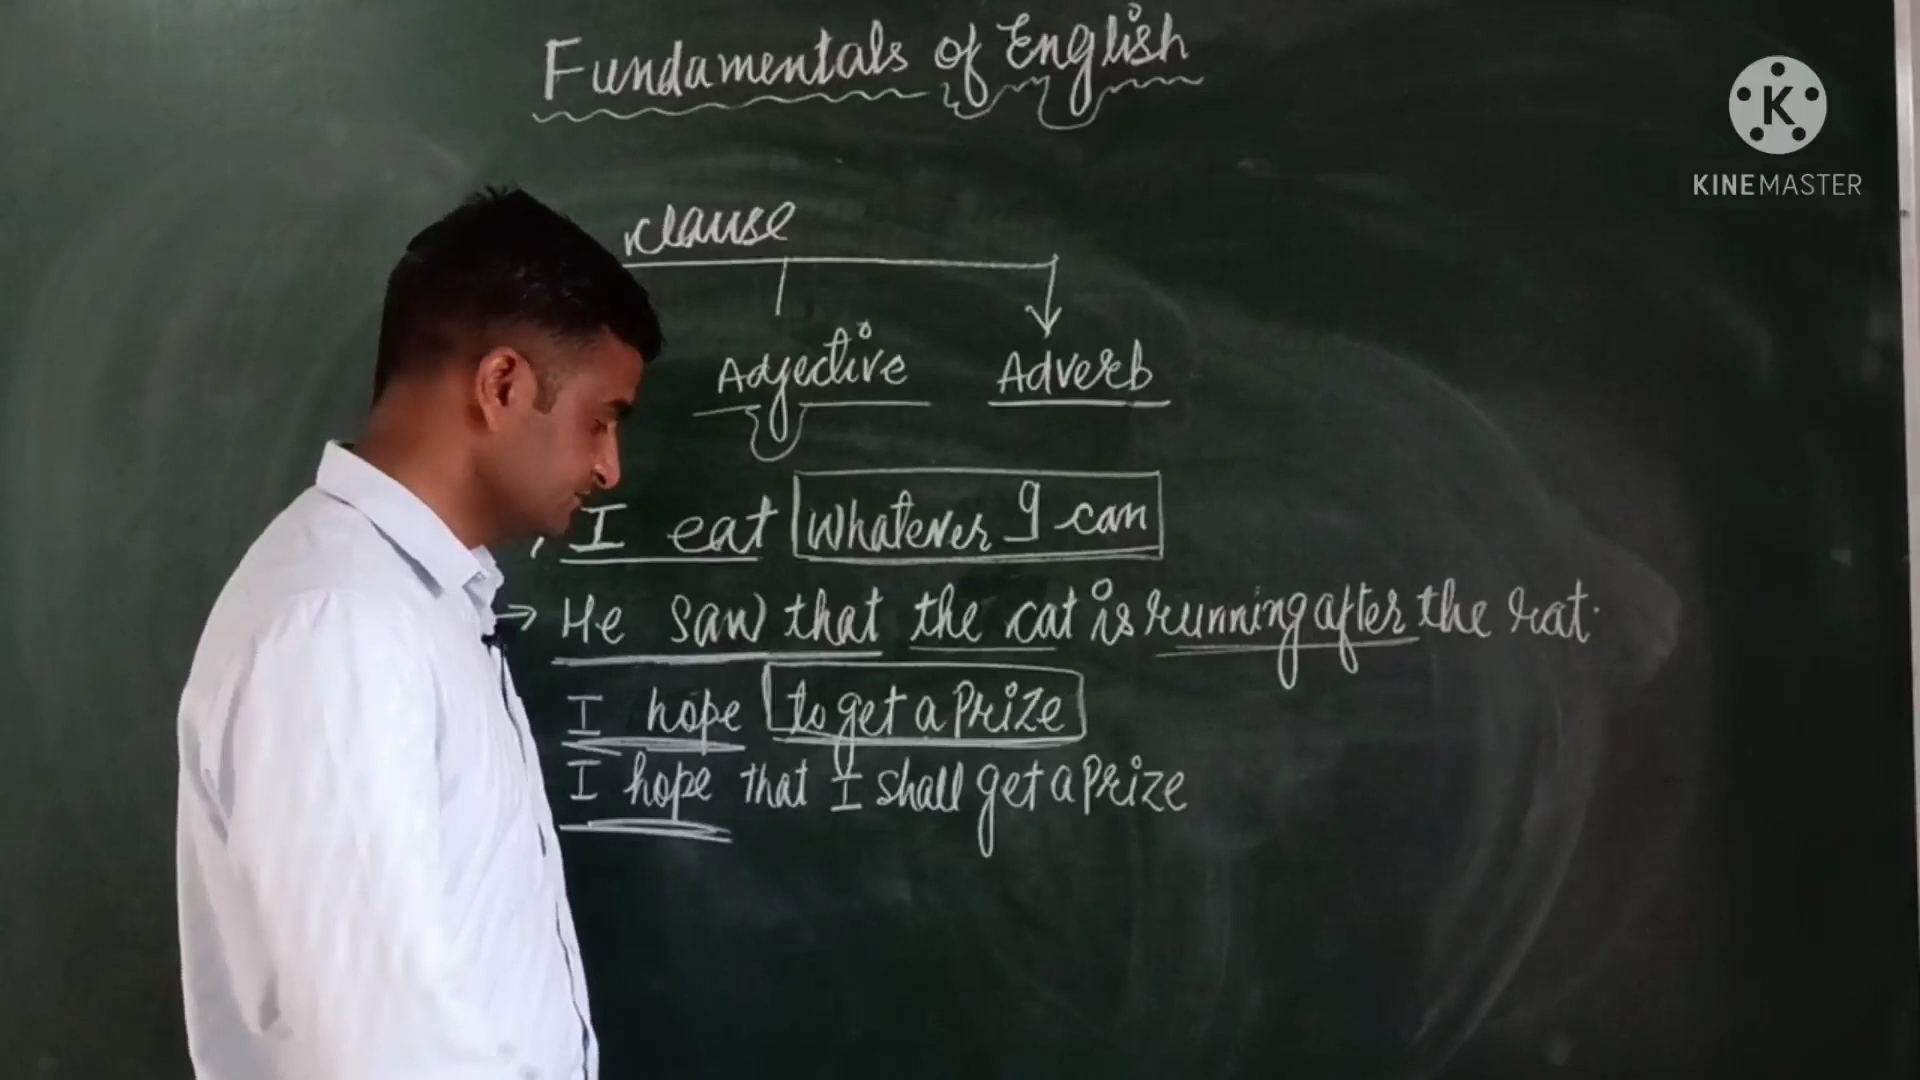 Fundamentals of English
KINEMASTER
clause
Adjective Adverb
I eat whatever I can
→ He saw that the cat is running after the rat.
I hope to get a Prize
I hope that I shall get a Prize